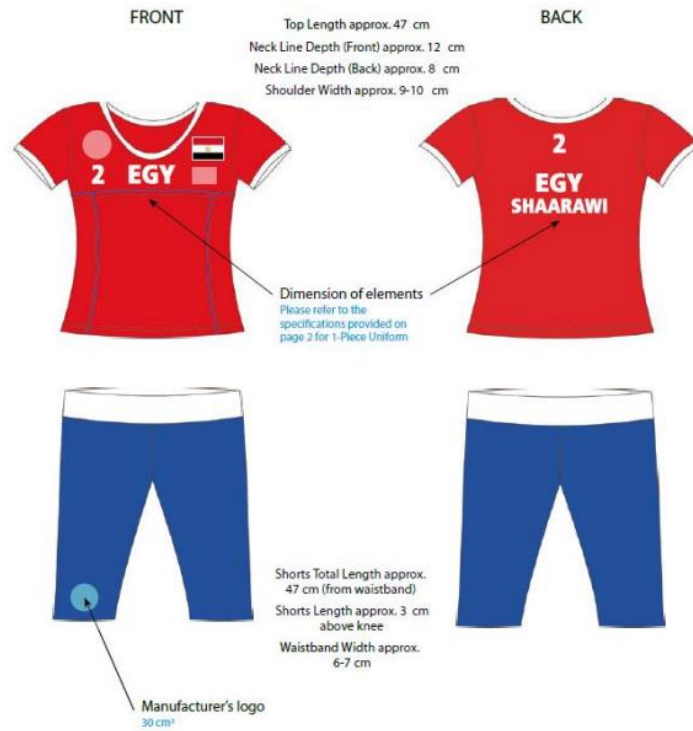 FRONT
BACK
Top Length approx. 47 cm
Neck Line Depth (Front) approx. 12 cm
Neck Line Depth (Back) approx. 8 cm
Shoulder Width approx. 9-10 cm
2 EGY
2
EGY
SHAARAWI
Dimension of elements
Please refer to the
specifications provided on
page 2 for 1-Piece Uniform
Shorts Total Length approx.
47 cm (from waistband)
Shorts Length approx. 3 cm
above knee
Waistband Width approx.
6-7 cm
Manufacturer's logo
30 cm²